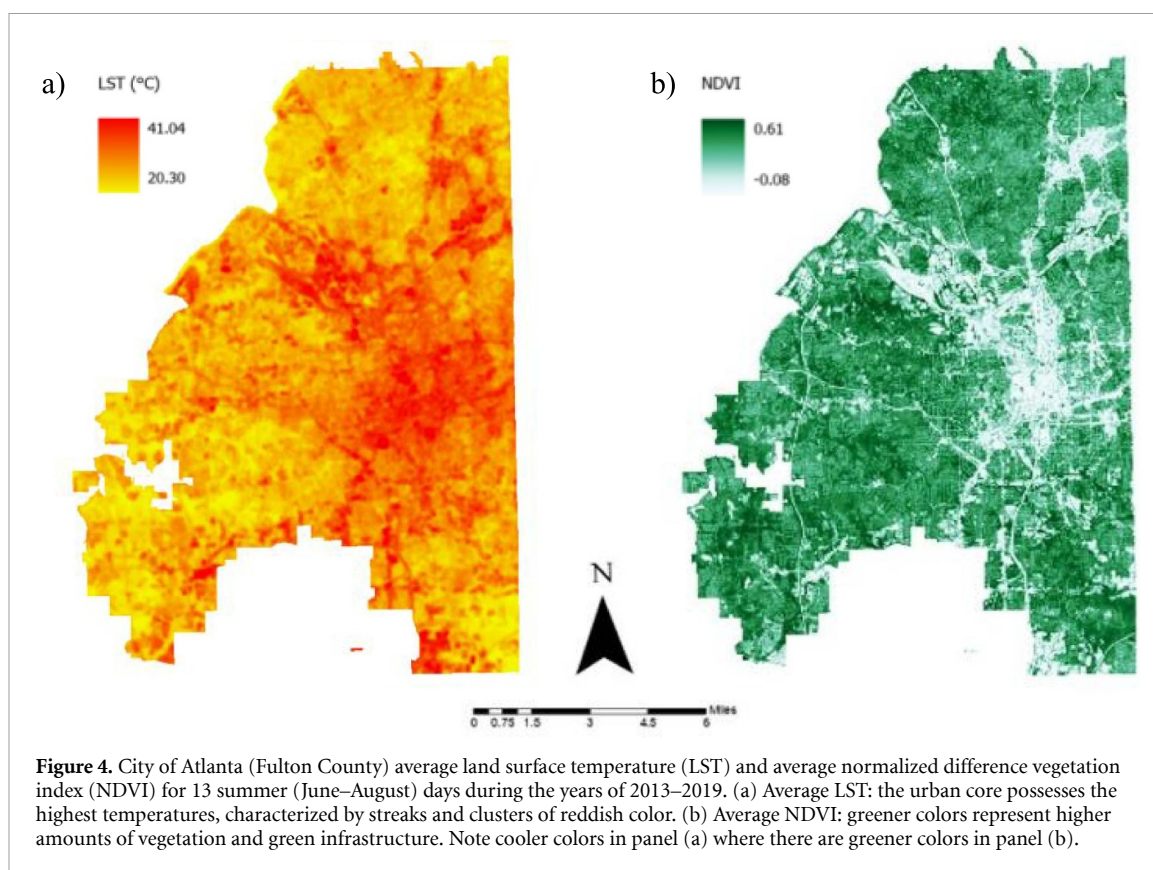 a)
LST (°C)
41.04
20.30
b)
NDVI
0.61
-0.08
N
Miles
0 0.75 1.5 3 4.5 6
Figure 4. City of Atlanta (Fulton County) average land surface temperature (LST) and average normalized difference vegetation
index (NDVI) for 13 summer (June–August) days during the years of 2013–2019. (a) Average LST: the urban core possesses the
highest temperatures, characterized by streaks and clusters of reddish color. (b) Average NDVI: greener colors represent higher
amounts of vegetation and green infrastructure. Note cooler colors in panel (a) where there are greener colors in panel (b).